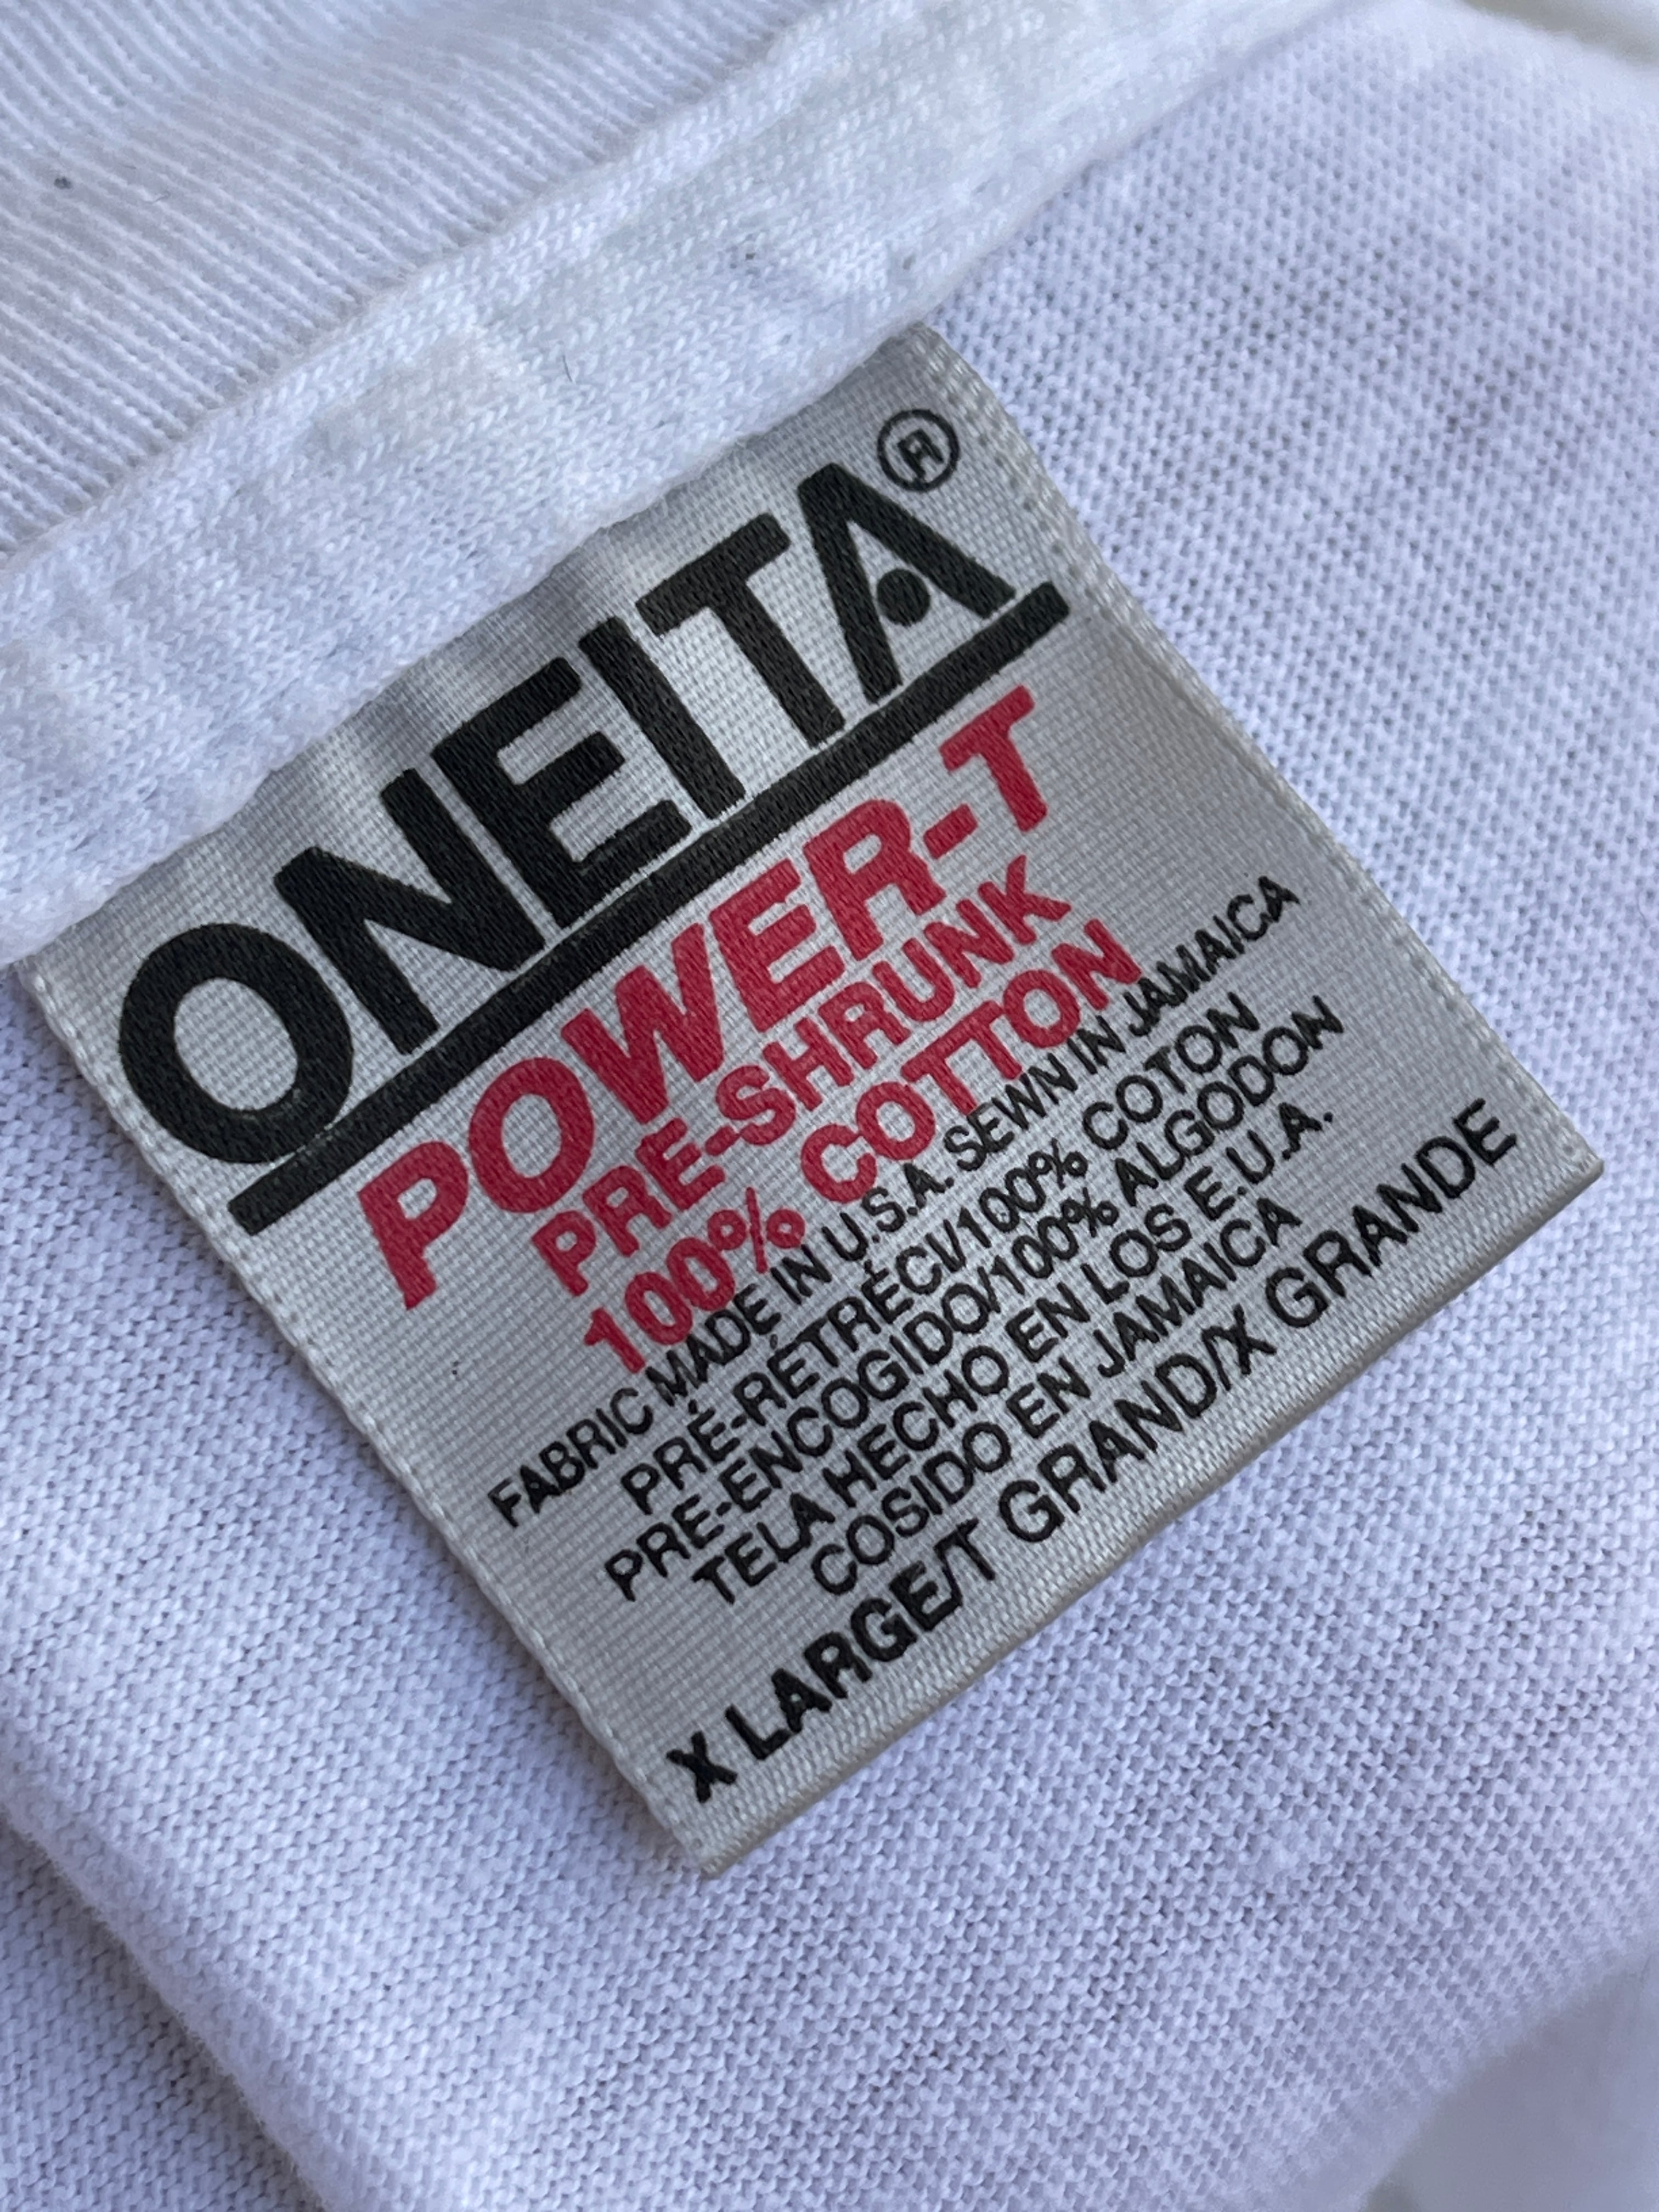 ONEITA®
POWER-T
PRE-SHRUNK
100% COTTON
FABRIC MADE IN U.S.A. SEWN IN JAMAICA
PRÉ-RÉTRÉCI/100% COTON
PRE-ENCOGIDO/100% ALGODON
TELA HECHO EN LOS E.U.A.
COSIDO EN JAMAICA
X LARGE/T GRAND/X GRANDE